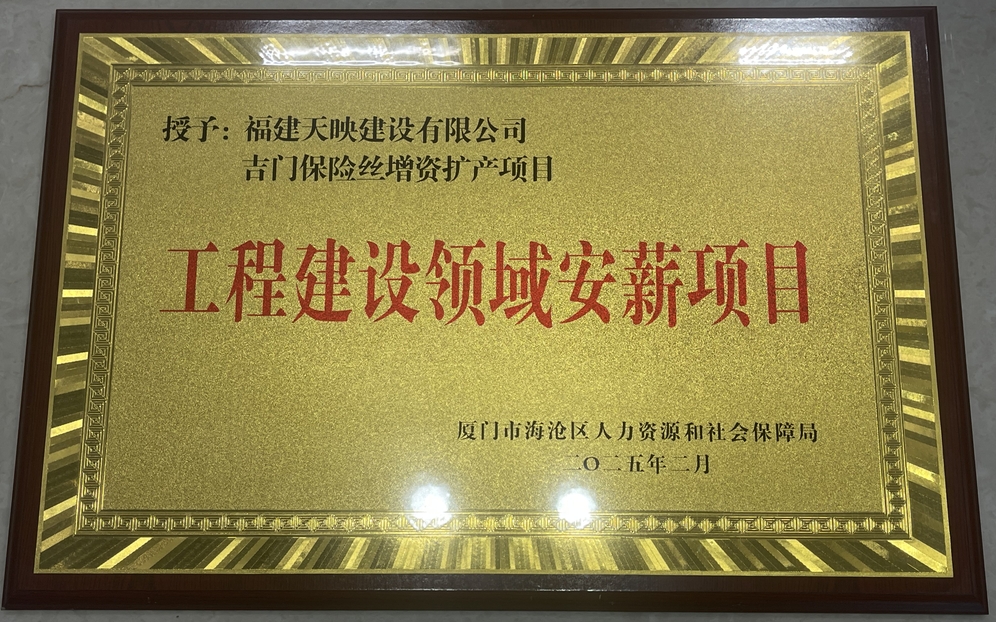 授予：福建天映建设有限公司
吉门保险丝增资扩产项目
工程建设领域安薪项目
厦门市海沧区人力资源和社会保障局
二〇二五年二月